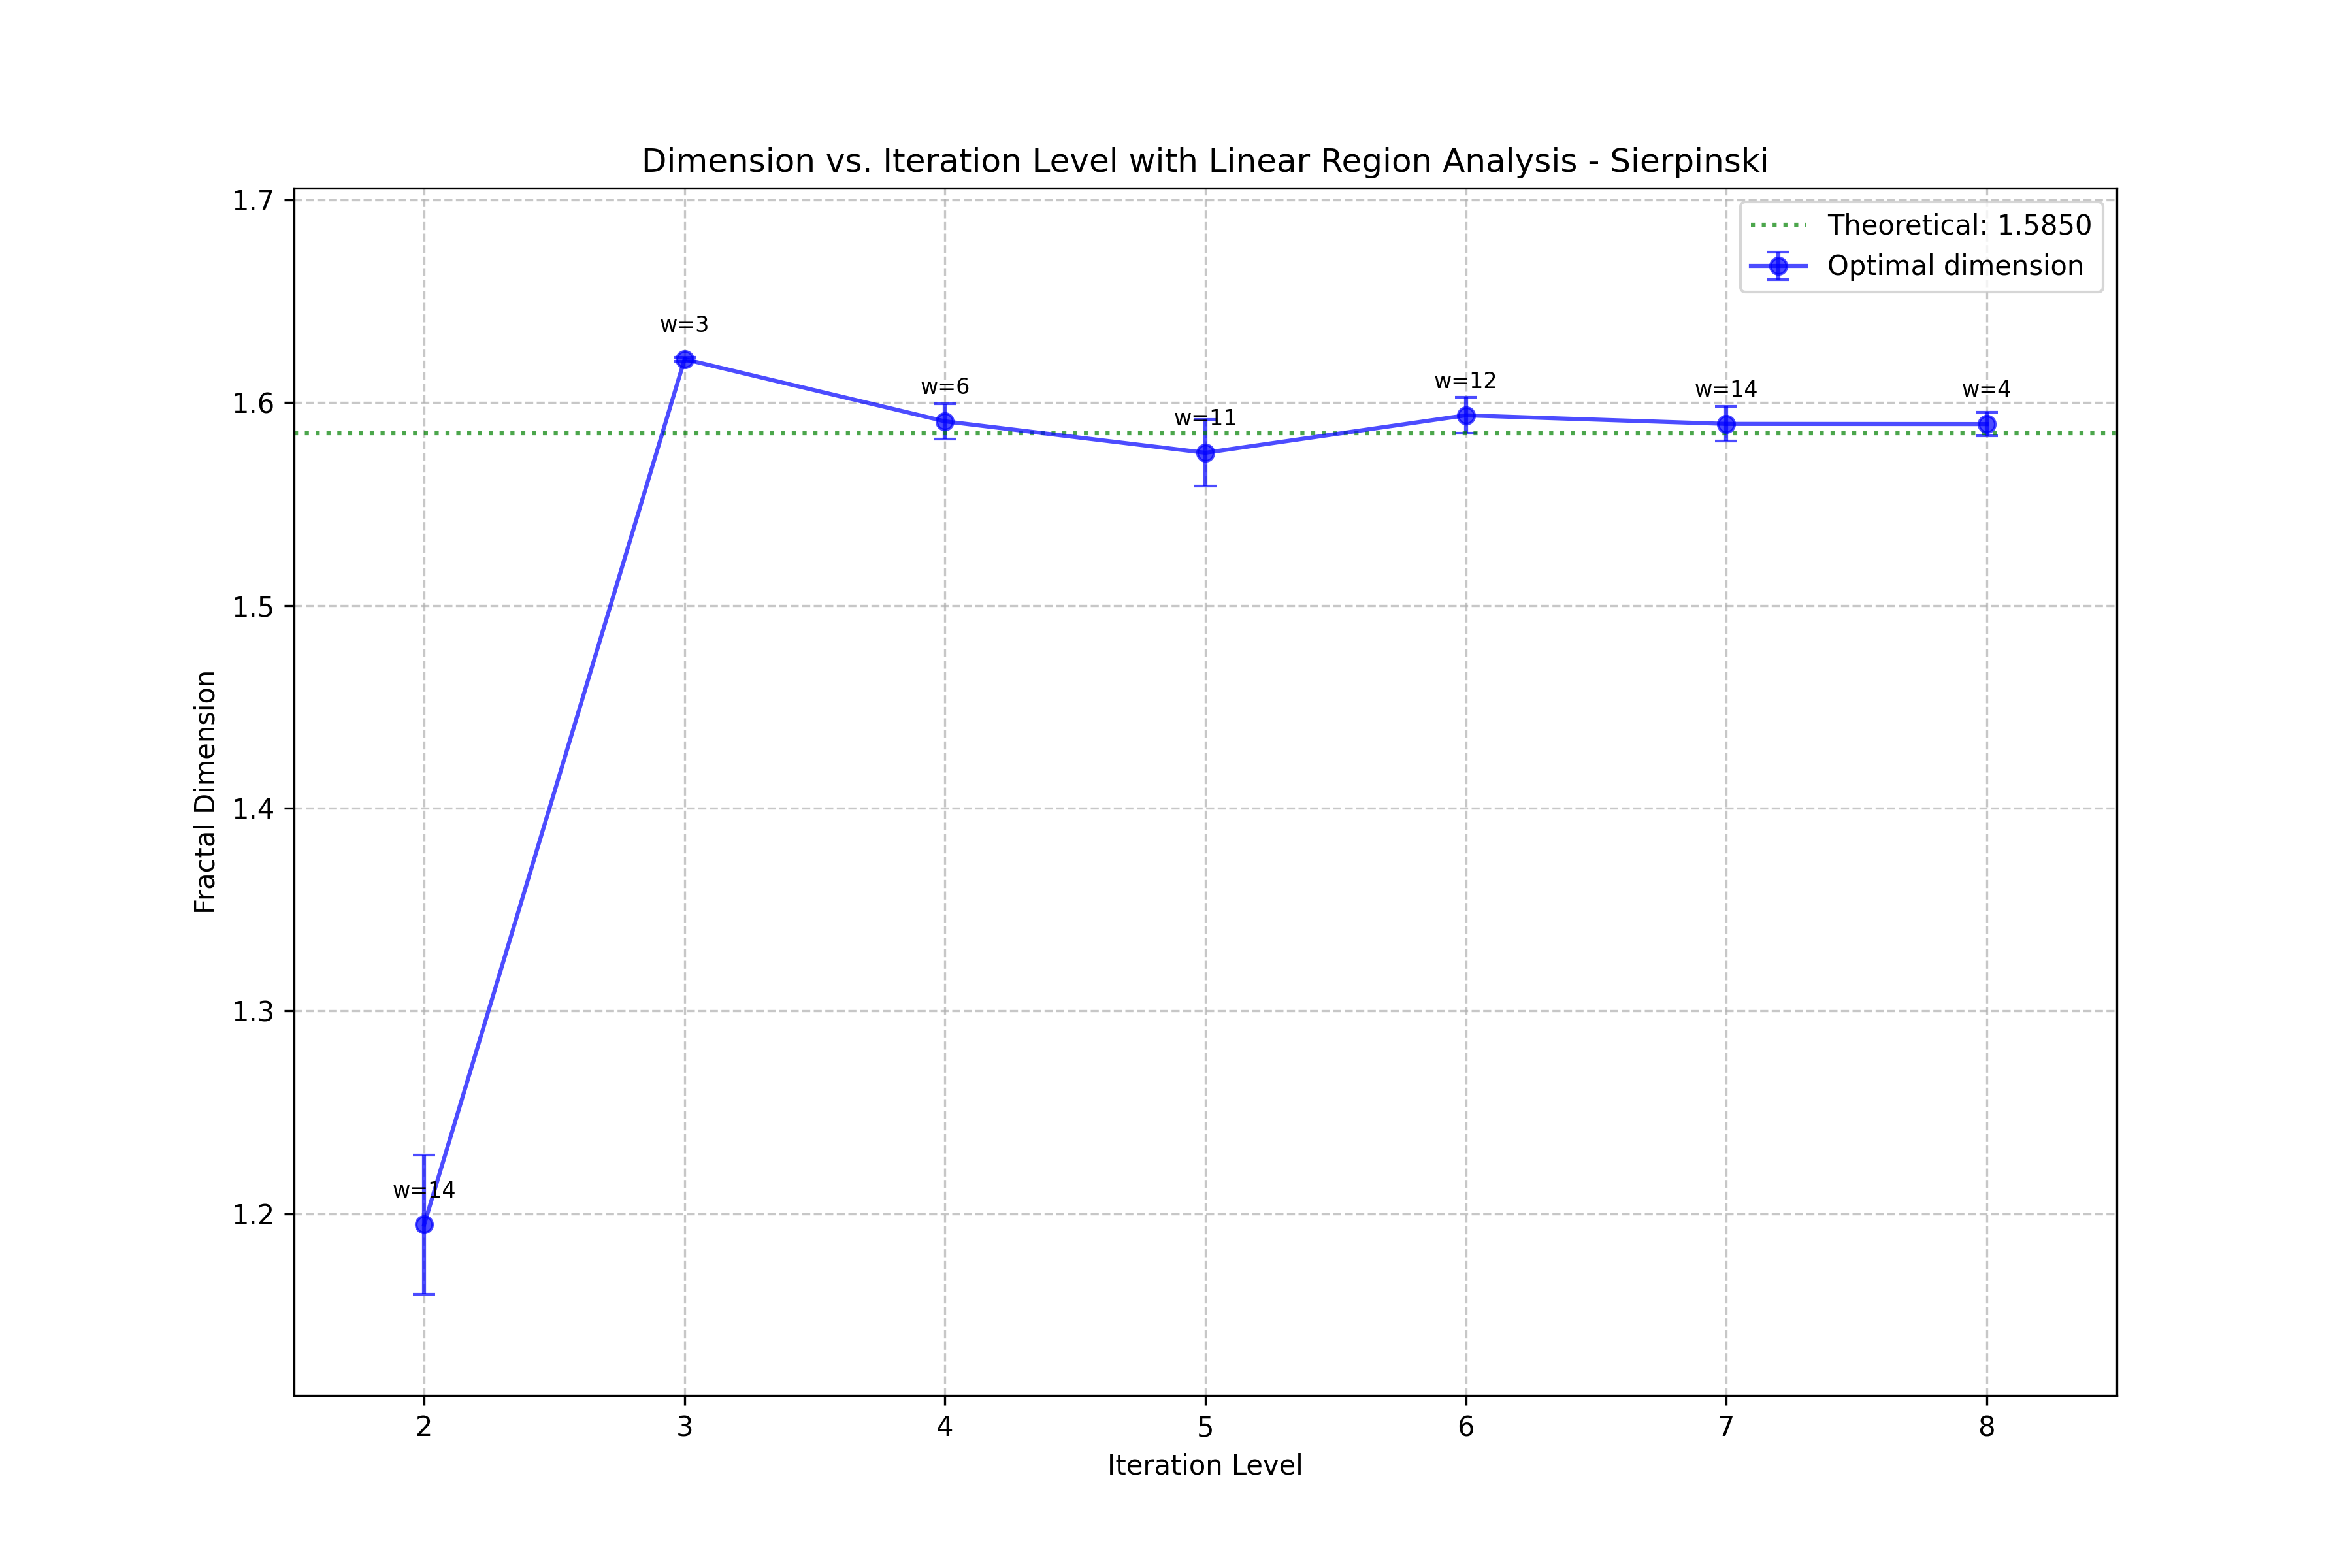 Dimension vs. Iteration Level with Linear Region Analysis - Sierpinski
Theoretical: 1.5850
Optimal dimension
1.7
1.6
1.5
1.4
1.3
1.2
Fractal Dimension
w=14
w=3
w=6
w=11
w=12
w=14
w=4
2 3 4 5 6 7 8
Iteration Level